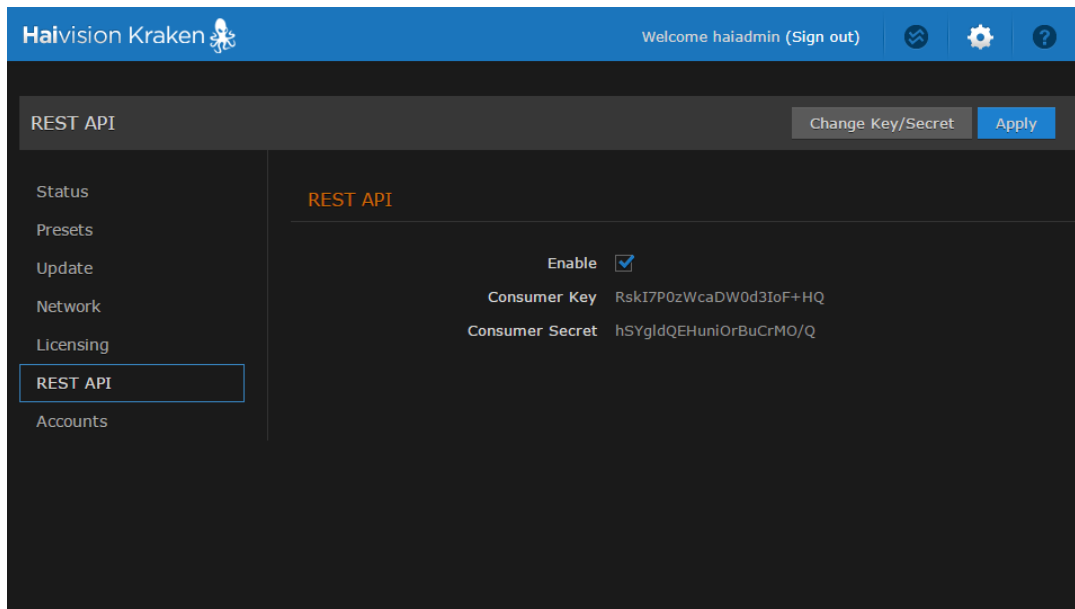 Haivision Kraken
Welcome haiadmin (Sign out)
?
REST API
Change Key/Secret
Apply
Status
Presets
Update
Network
Licensing
REST API
Accounts
REST API
Enable
Consumer Key RskI7P0zWcaDW0d3IoF+HQ
Consumer Secret hSYgldQEHuniOrBuCrMO/Q